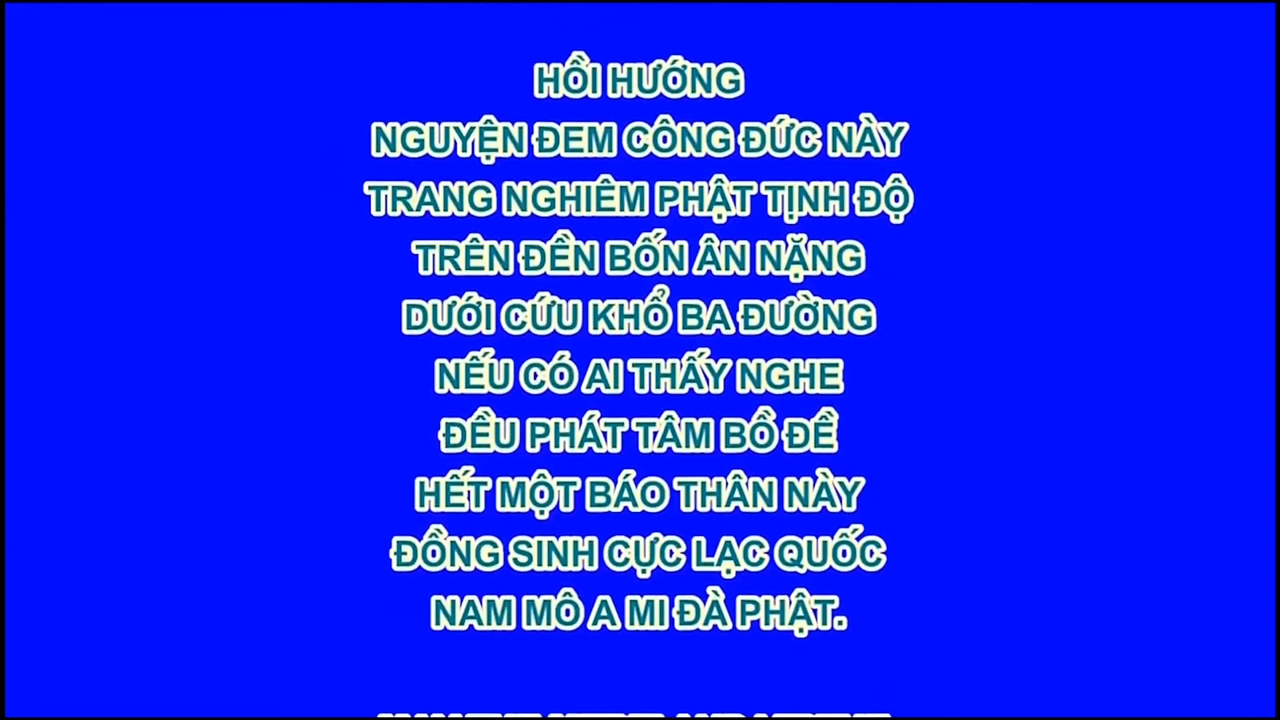 HỒI HƯỚNG
NGUYỆN ĐEM CÔNG ĐỨC NÀY
TRANG NGHIÊM PHẬT TỊNH ĐỘ
TRÊN ĐỀN BỐN ÂN NẶNG
DƯỚI CỨU KHỔ BA ĐƯỜNG
NẾU CÓ AI THẤY NGHE
ĐỀU PHÁT TÂM BỒ ĐỀ
HẾT MỘT BÁO THÂN NÀY
ĐỒNG SINH CỰC LẠC QUỐC
NAM MÔ A MI ĐÀ PHẬT.